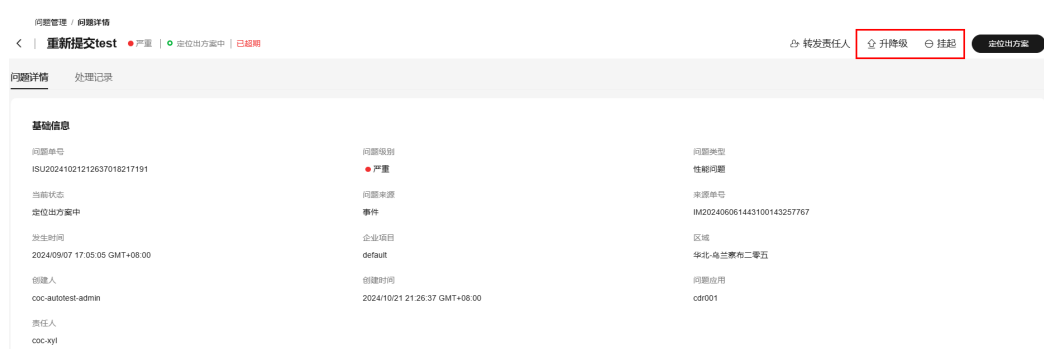 问题管理 / 问题详情
重新提交test 严重 定位出方案中 已超期 转发责任人 升降级 挂起 定位出方案
问题详情 处理记录
基础信息
问题单号 问题级别 问题类型
ISU20241021212637018217191 严重 性能问题
当前状态 问题来源 来源单号
定位出方案中 事件 IM202406061443100143257767
发生时间 企业项目 区域
2024/09/07 17:05:05 GMT+08:00 default 华北-乌兰察布二零五
创建人 创建时间 问题应用
coc-autotest-admin 2024/10/21 21:26:37 GMT+08:00 cdr001
责任人
coc-xyl